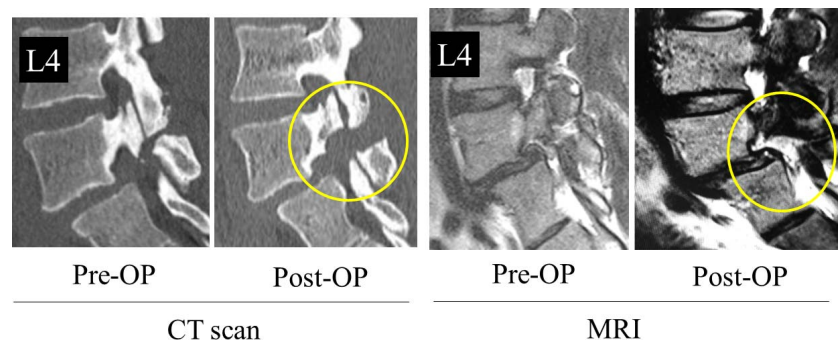 L4
L4
Pre-OP
Post-OP
Pre-OP
Post-OP
CT scan
MRI